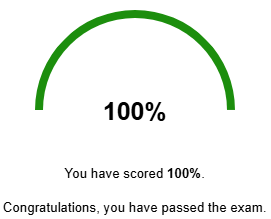 100%
You have scored 100%.
Congratulations, you have passed the exam.